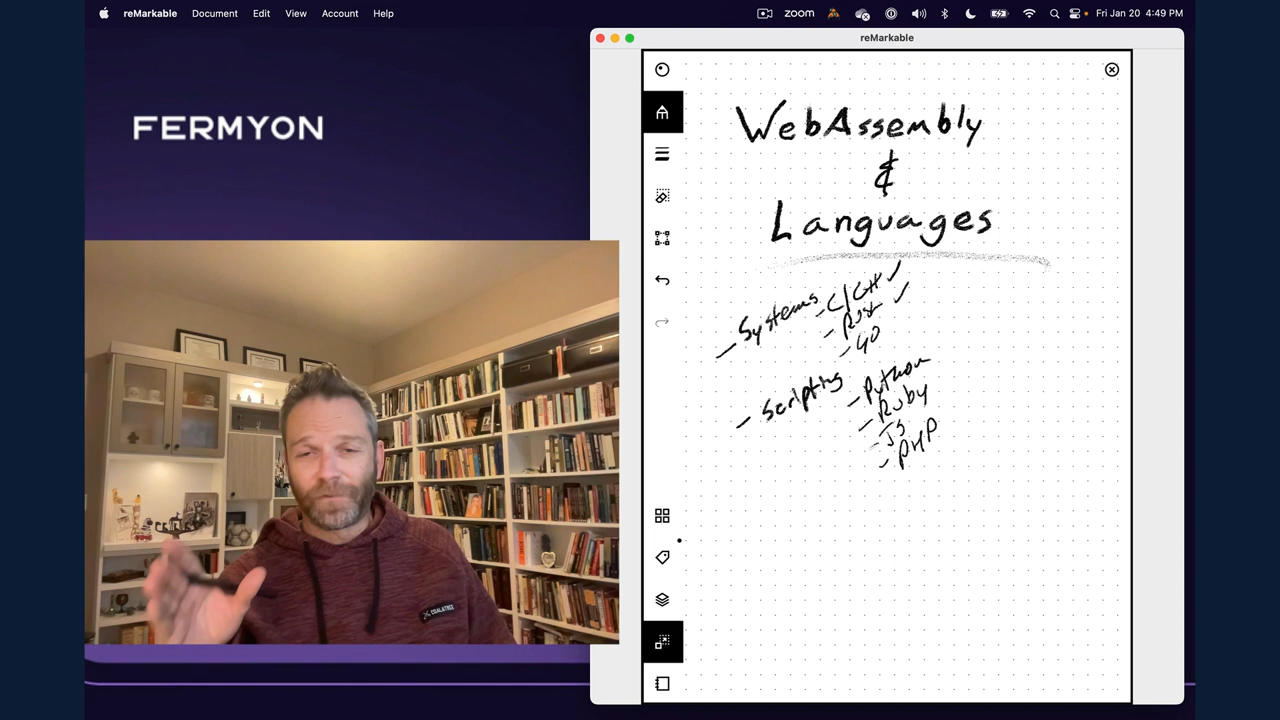 reMarkable Document Edit View Account Help
zoom Fri Jan 20 4:49 PM
reMarkable
FERMYON
WebAssembly
&
Languages
- Systems - C/C++ ✓
- Rust ✓
- Go
- Scripting - Python
- Ruby
- JS
- PHP
COALATREE